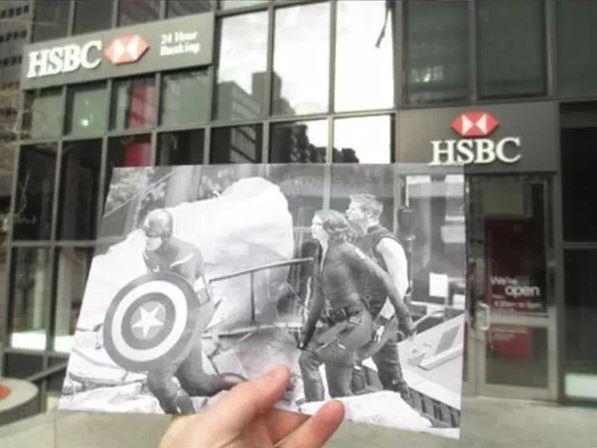 HSBC
24 Hour
Banking
HSBC
We're
open